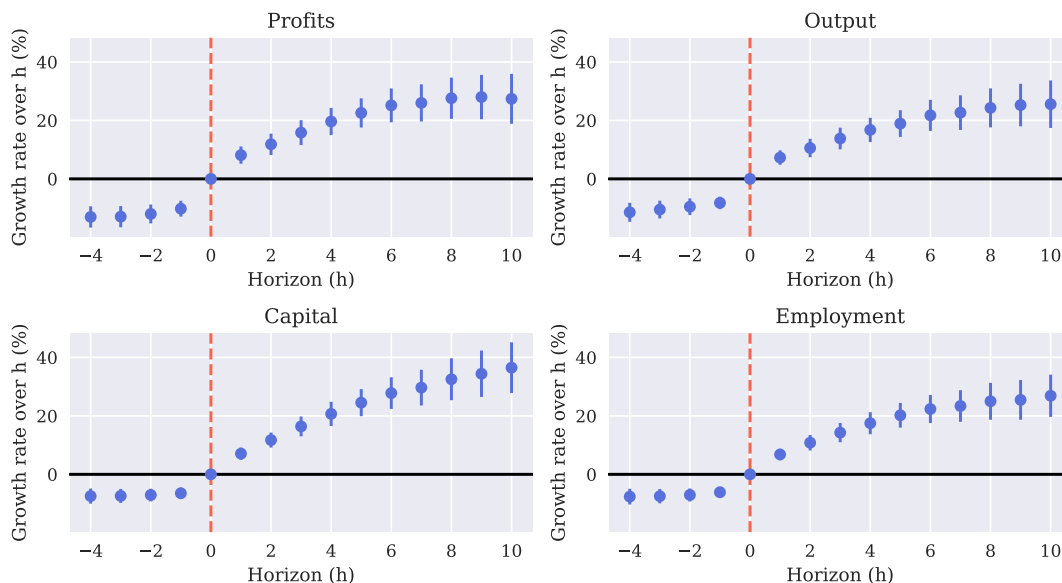 Profits
Growth rate over h (%)
40
20
0
−4 −2 0 2 4 6 8 10
Horizon (h)
Output
Growth rate over h (%)
40
20
0
−4 −2 0 2 4 6 8 10
Horizon (h)
Capital
Growth rate over h (%)
40
20
0
−4 −2 0 2 4 6 8 10
Horizon (h)
Employment
Growth rate over h (%)
40
20
0
−4 −2 0 2 4 6 8 10
Horizon (h)